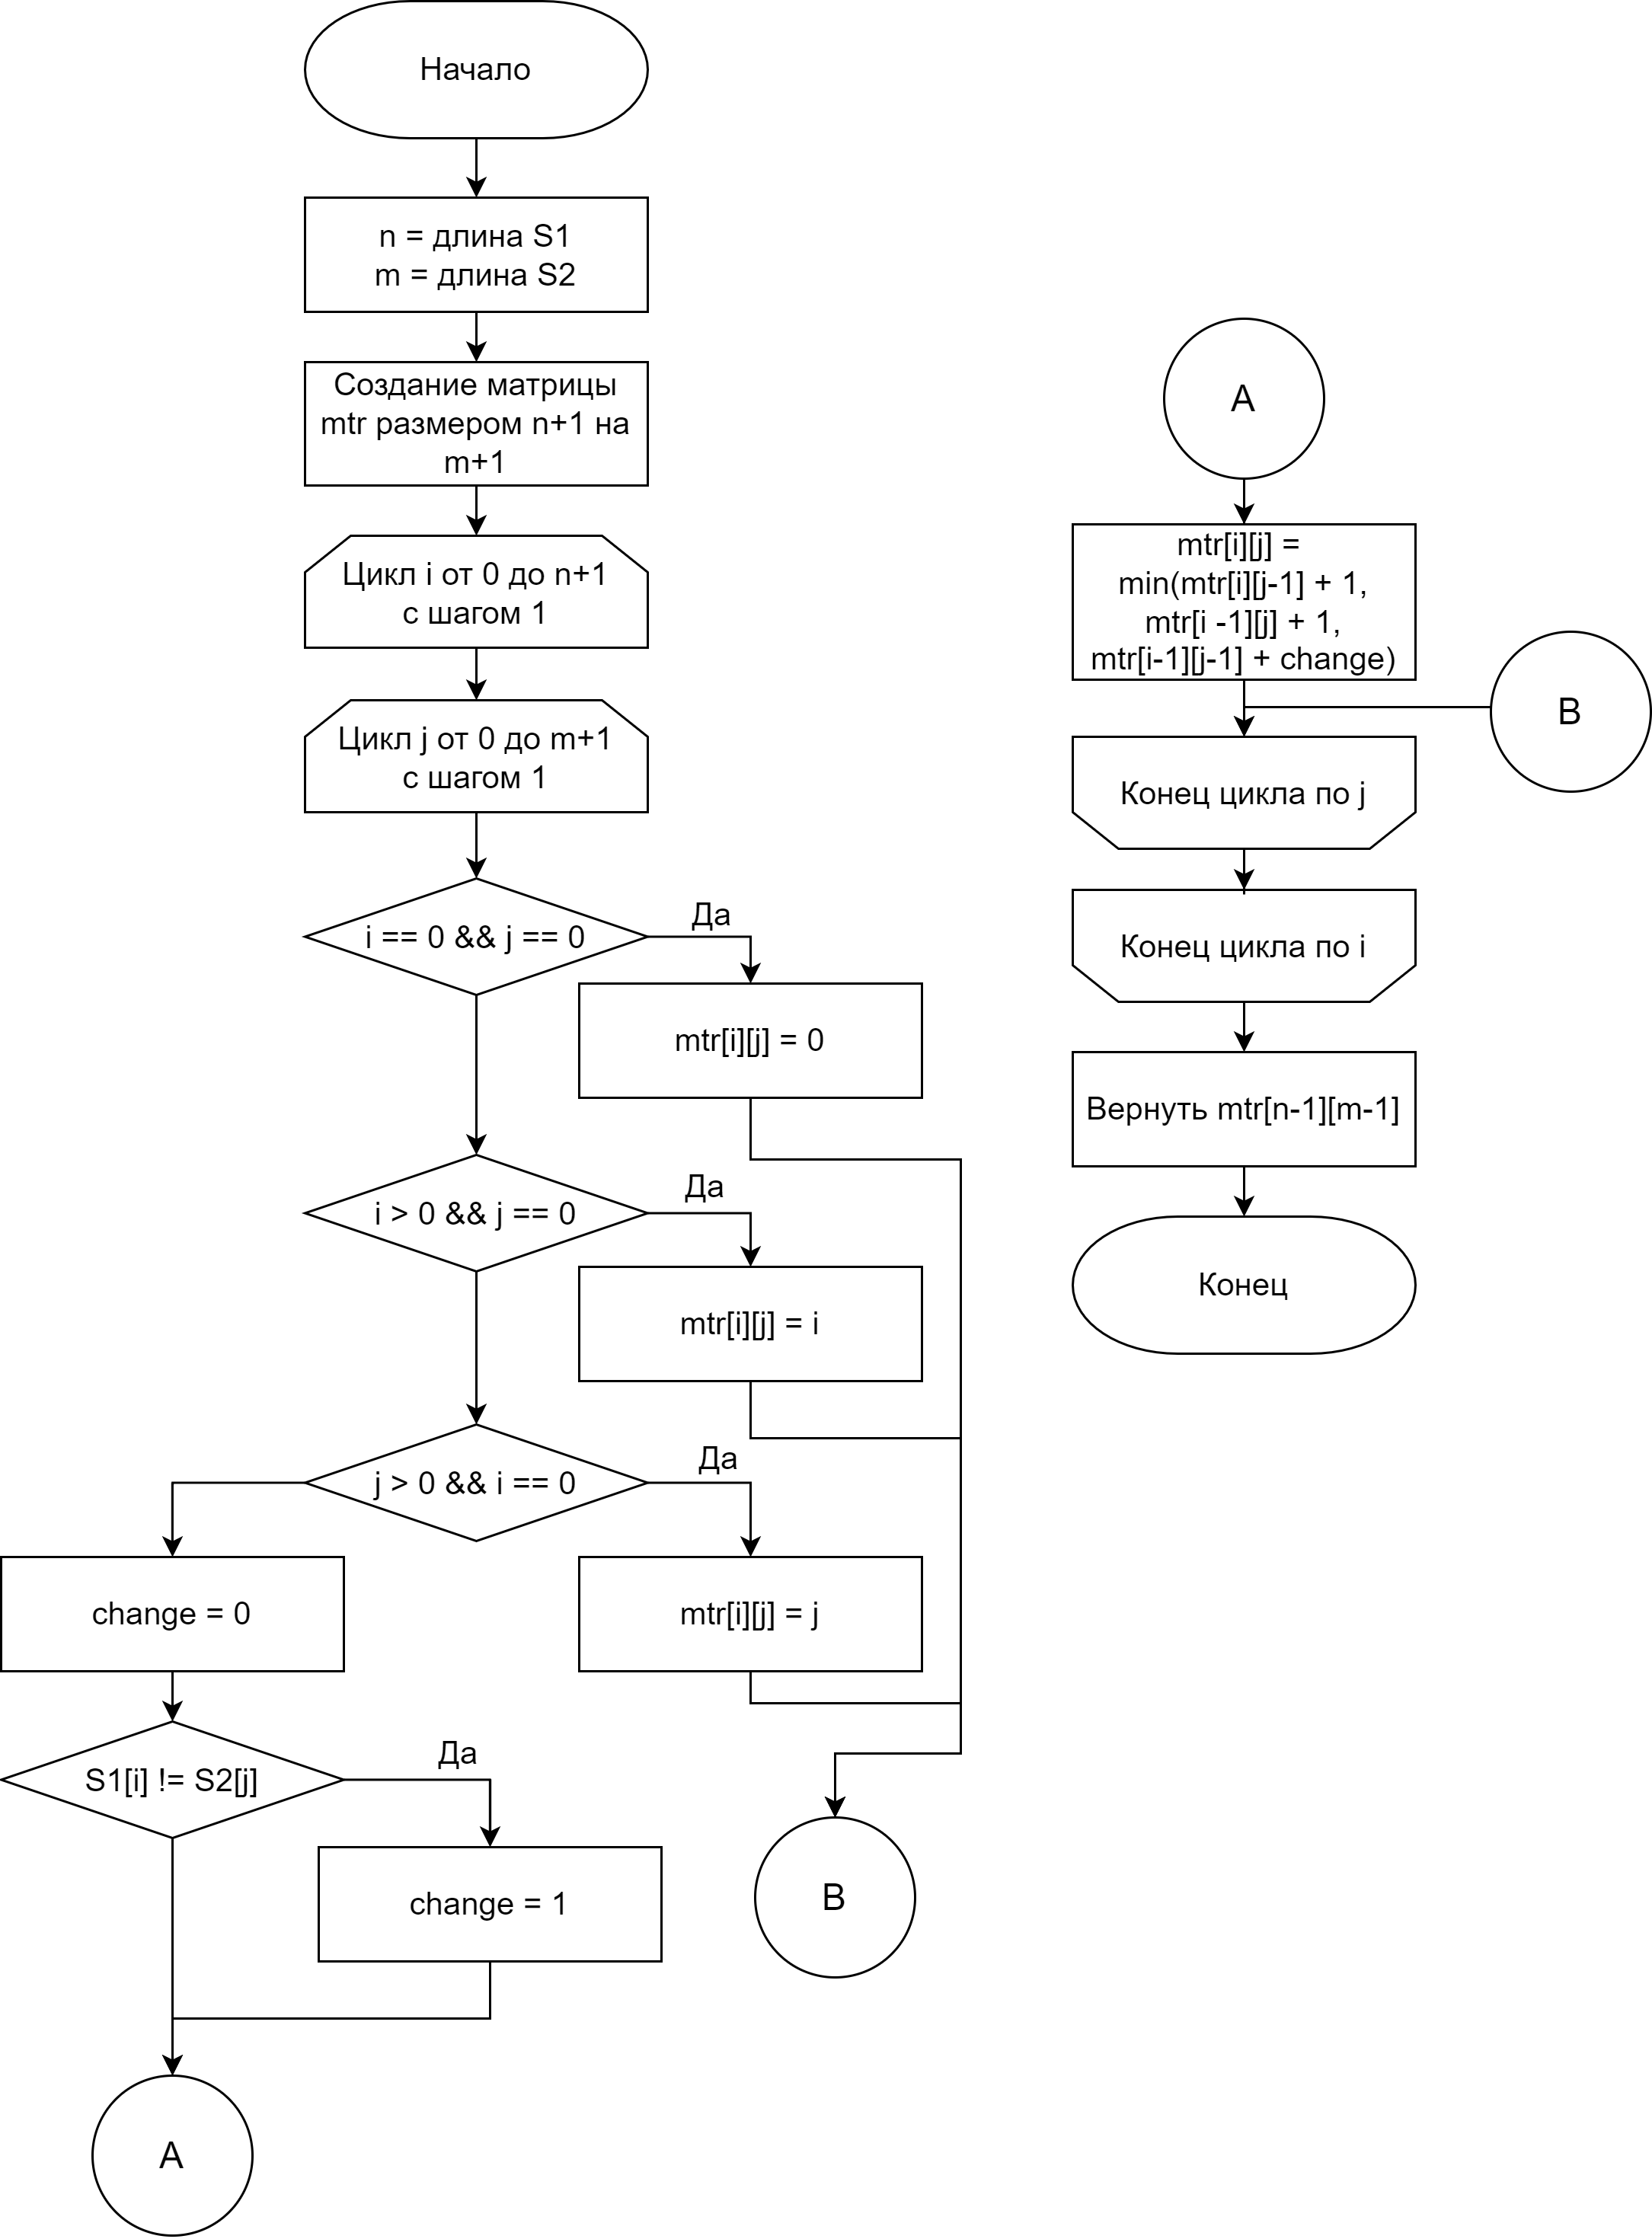 Начало
n = длина S1
m = длина S2
Создание матрицы
mtr размером n+1 на
m+1
Цикл i от 0 до n+1
с шагом 1
Цикл j от 0 до m+1
с шагом 1
i == 0 && j == 0
Да
mtr[i][j] = 0
i > 0 && j == 0
Да
mtr[i][j] = i
j > 0 && i == 0
Да
change = 0
mtr[i][j] = j
S1[i] != S2[j]
Да
change = 1
B
A
A
mtr[i][j] =
min(mtr[i][j-1] + 1,
mtr[i -1][j] + 1,
mtr[i-1][j-1] + change)
B
Конец цикла по j
Конец цикла по i
Вернуть mtr[n-1][m-1]
Конец